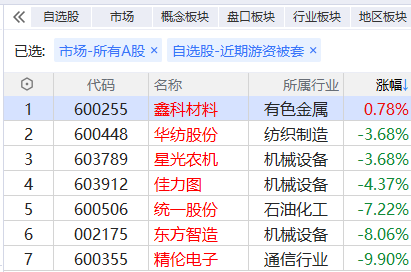 自选股 市场 概念板块 盘口板块 行业板块 地区板块
已选: 市场-所有A股 × 自选股-近期游资被套 ×
代码 名称 所属行业 涨幅↓
1 600255 鑫科材料 有色金属 0.78%
2 600448 华纺股份 纺织制造 -3.68%
3 603789 星光农机 机械设备 -3.68%
4 603912 佳力图 机械设备 -4.37%
5 600506 统一股份 石油化工 -7.22%
6 002175 东方智造 机械设备 -8.06%
7 600355 精伦电子 通信行业 -9.90%